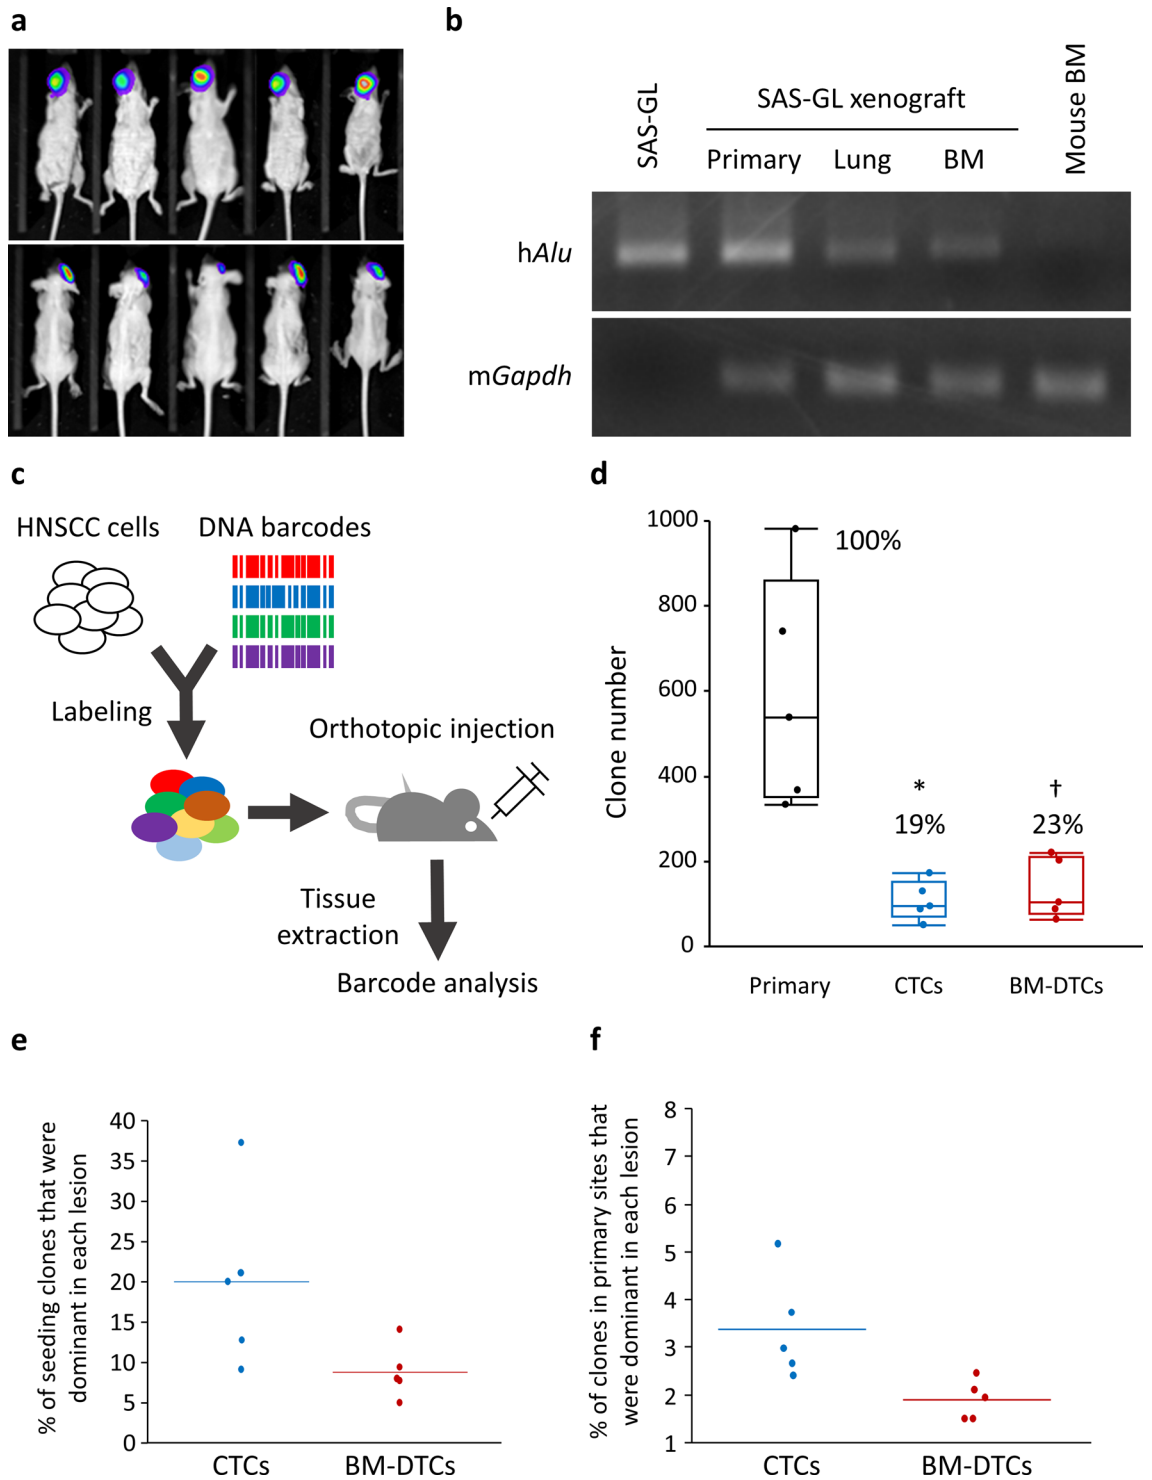 a
b
SAS-GL
SAS-GL xenograft
Mouse BM
Primary
Lung
BM
hAlu
mGapdh
c
HNSCC cells
DNA barcodes
Labeling
Orthotopic injection
Tissue
extraction
Barcode analysis
d
Clone number
1000
800
600
400
200
0
100%
*
19%
†
23%
Primary
CTCs
BM-DTCs
e
% of seeding clones that were
dominant in each lesion
40
35
30
25
20
15
10
5
0
CTCs
BM-DTCs
f
% of clones in primary sites that
were dominant in each lesion
8
7
6
5
4
3
2
1
CTCs
BM-DTCs